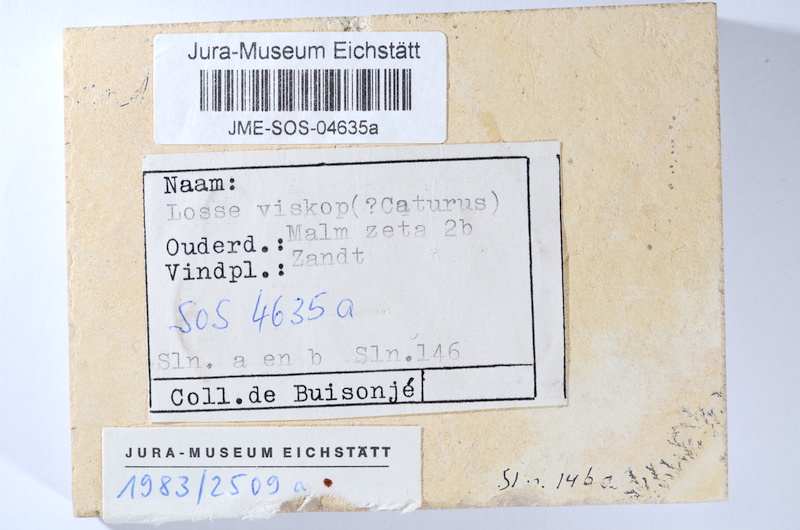 Jura-Museum Eichstätt
JME-SOS-04635a
Naam:
Losse viskop(?Caturus)
Ouderd.: Malm zeta 2b
Vindpl.: Zandt
SOS 4635a
Sln. a en b Sln.146
Coll.de Buisonjé
JURA-MUSEUM EICHSTÄTT
1983/2509 a
Sln. 146a